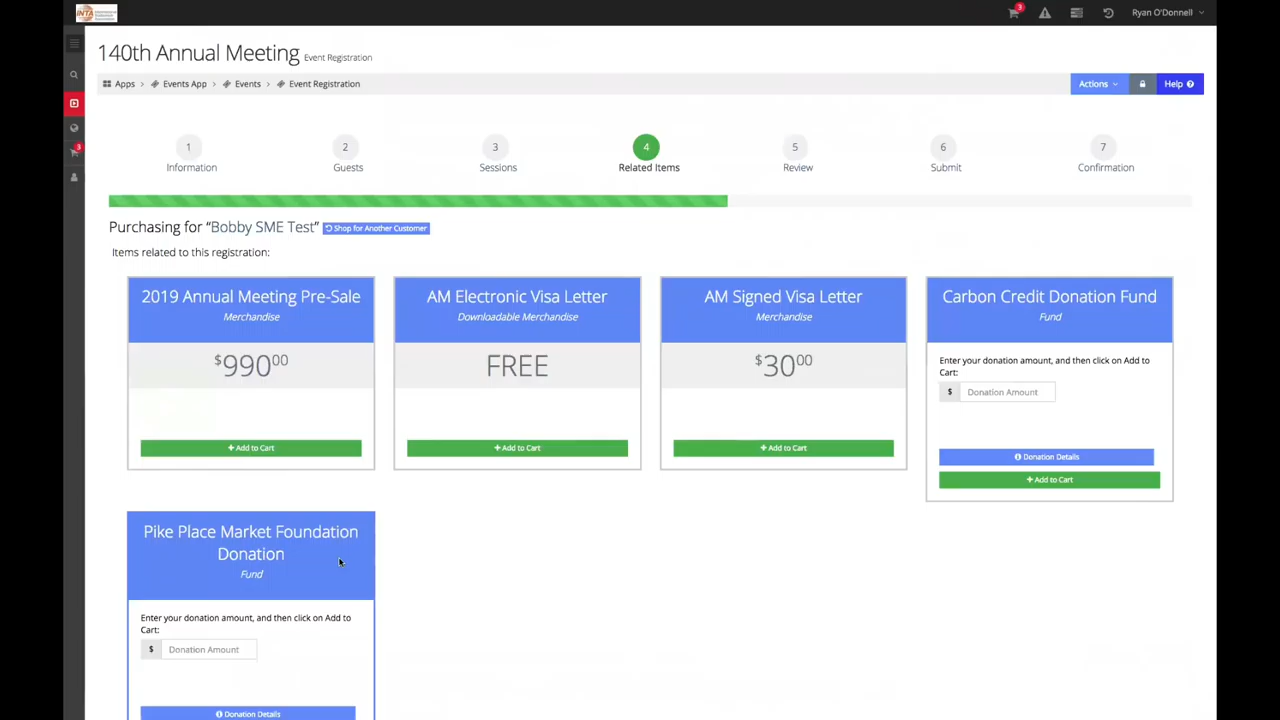 INTA
3
Ryan O'Donnell
140th Annual Meeting Event Registration
Apps > Events App > Events > Event Registration
Actions
Help
1 2 3 4 5 6 7
Information Guests Sessions Related Items Review Submit Confirmation
3
Purchasing for “Bobby SME Test” Shop for Another Customer
Items related to this registration:
2019 Annual Meeting Pre-Sale
Merchandise
$99000
+ Add to Cart
AM Electronic Visa Letter
Downloadable Merchandise
FREE
+ Add to Cart
AM Signed Visa Letter
Merchandise
$3000
+ Add to Cart
Carbon Credit Donation Fund
Fund
Enter your donation amount, and then click on Add to
Cart:
$ Donation Amount
Donation Details
+ Add to Cart
Pike Place Market Foundation
Donation
Fund
Enter your donation amount, and then click on Add to
Cart:
$ Donation Amount
Donation Details